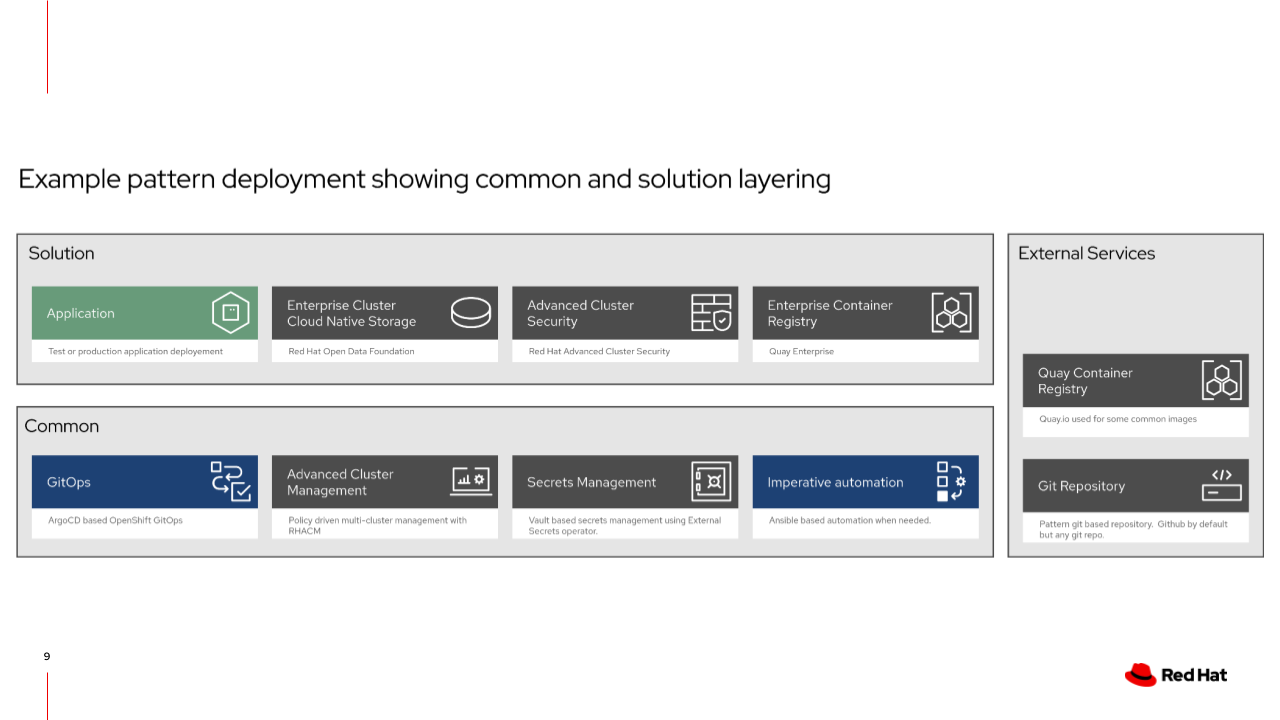 Example pattern deployment showing common and solution layering
Solution
Application
Test or production application deployement
Enterprise Cluster
Cloud Native Storage
Red Hat Open Data Foundation
Advanced Cluster
Security
Red Hat Advanced Cluster Security
Enterprise Container
Registry
Quay Enterprise
Common
GitOps
ArgoCD based OpenShift GitOps
Advanced Cluster
Management
Policy driven multi-cluster management with
RHACM
Secrets Management
Vault based secrets management using External
Secrets operator.
Imperative automation
Ansible based automation when needed.
External Services
Quay Container
Registry
Quay.io used for some common images
</>
Git Repository
Pattern git based repository. Github by default
but any git repo.
9
Red Hat